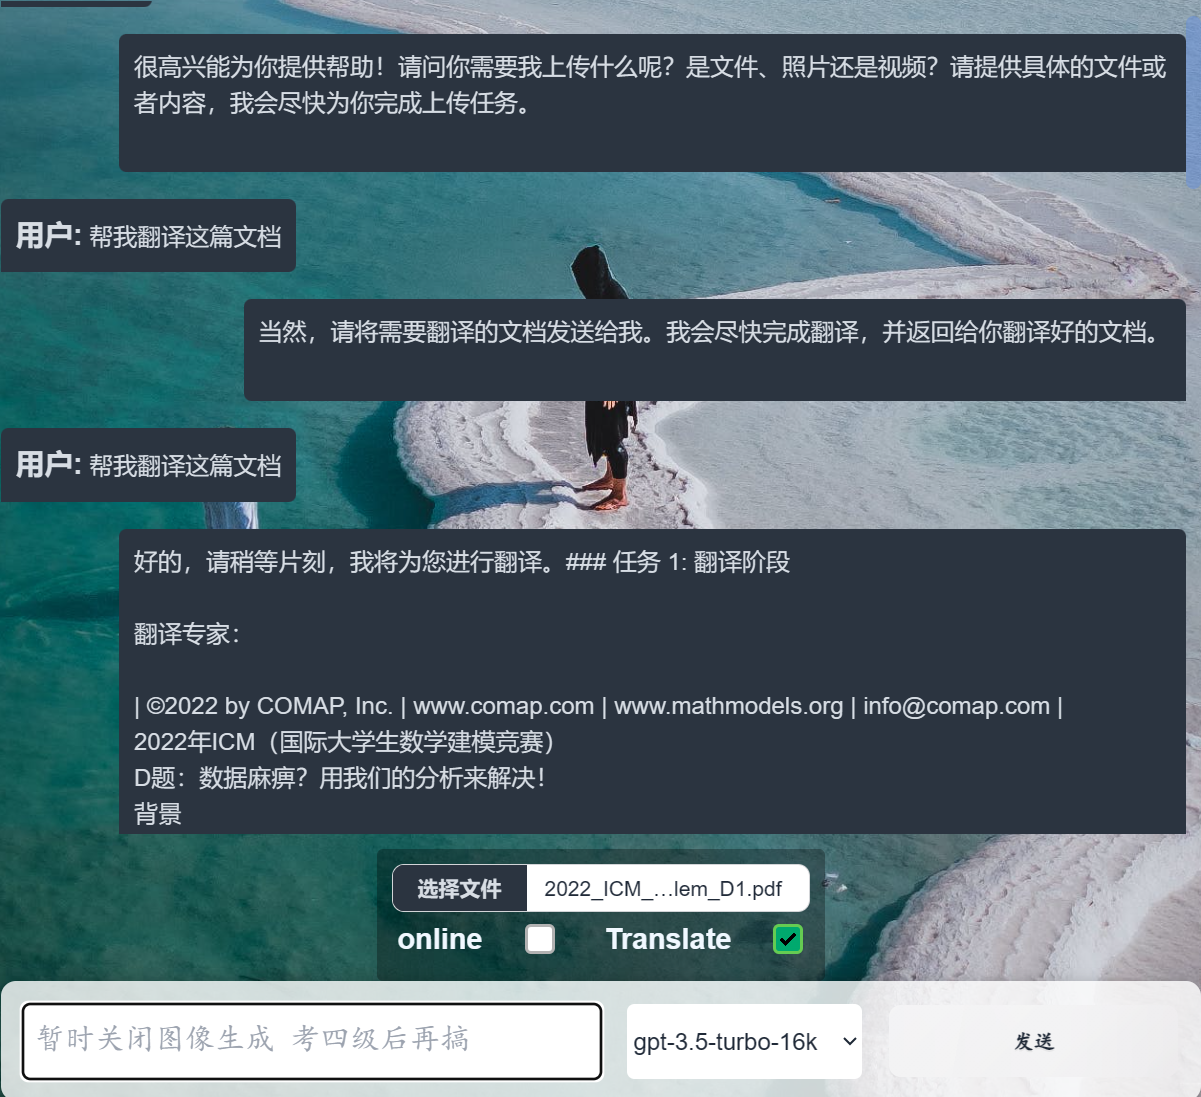 很高兴能为你提供帮助！请问你需要我上传什么呢？是文件、照片还是视频？请提供具体的文件或
者内容，我会尽快为你完成上传任务。
用户: 帮我翻译这篇文档
当然，请将需要翻译的文档发送给我。我会尽快完成翻译，并返回给你翻译好的文档。
用户: 帮我翻译这篇文档
好的，请稍等片刻，我将为您进行翻译。### 任务 1: 翻译阶段
翻译专家：
| ©2022 by COMAP, Inc. | www.comap.com | www.mathmodels.org | info@comap.com |
2022年ICM（国际大学生数学建模竞赛）
D题：数据麻痹？用我们的分析来解决！
背景
选择文件 2022_ICM_...lem_D1.pdf
online Translate
暂时关闭图像生成 考四级后再搞
gpt-3.5-turbo-16k
发送